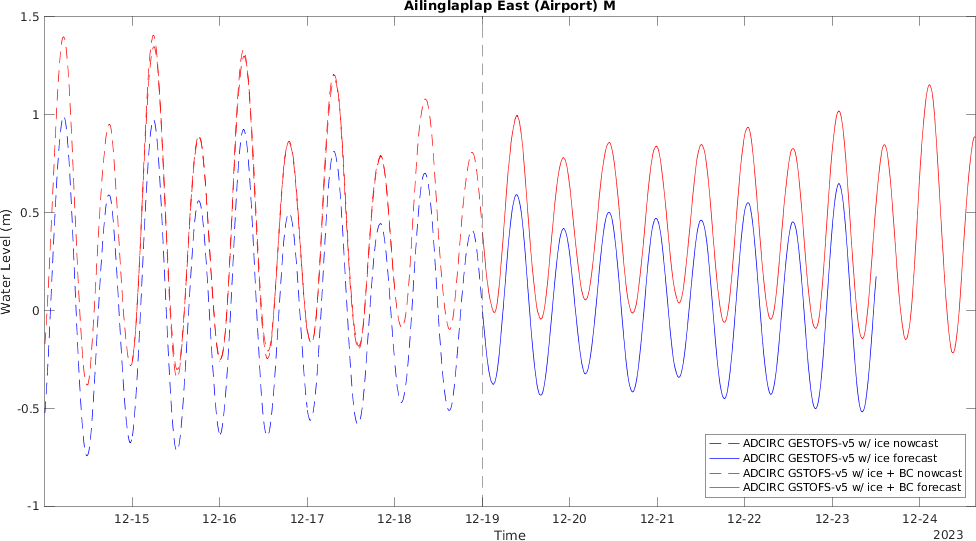 Ailinglaplap East (Airport) M
1.5
1
0.5
0
-0.5
-1
Water Level (m)
12-15
12-16
12-17
12-18
12-19
12-20
12-21
12-22
12-23
12-24
Time
2023
ADCIRC GESTOFS-v5 w/ ice nowcast
ADCIRC GESTOFS-v5 w/ ice forecast
ADCIRC GSTOFS-v5 w/ ice + BC nowcast
ADCIRC GSTOFS-v5 w/ ice + BC forecast